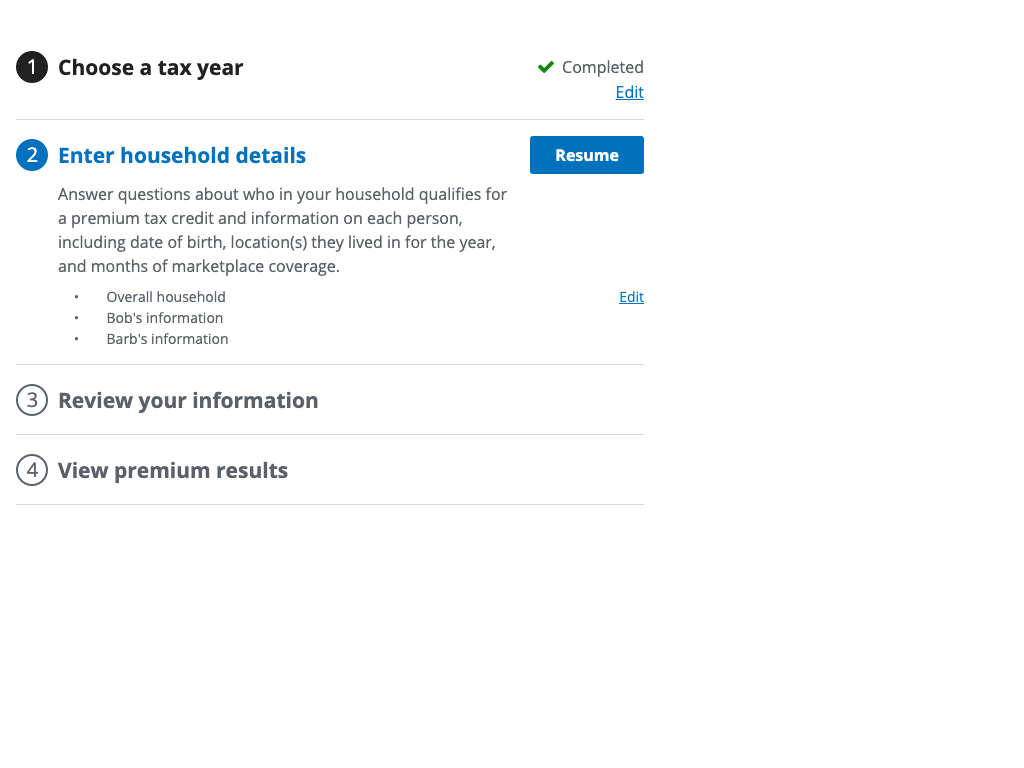 1 Choose a tax year
Completed
Edit
2 Enter household details
Resume
Answer questions about who in your household qualifies for
a premium tax credit and information on each person,
including date of birth, location(s) they lived in for the year,
and months of marketplace coverage.
• Overall household
Edit
• Bob's information
• Barb's information
3 Review your information
4 View premium results